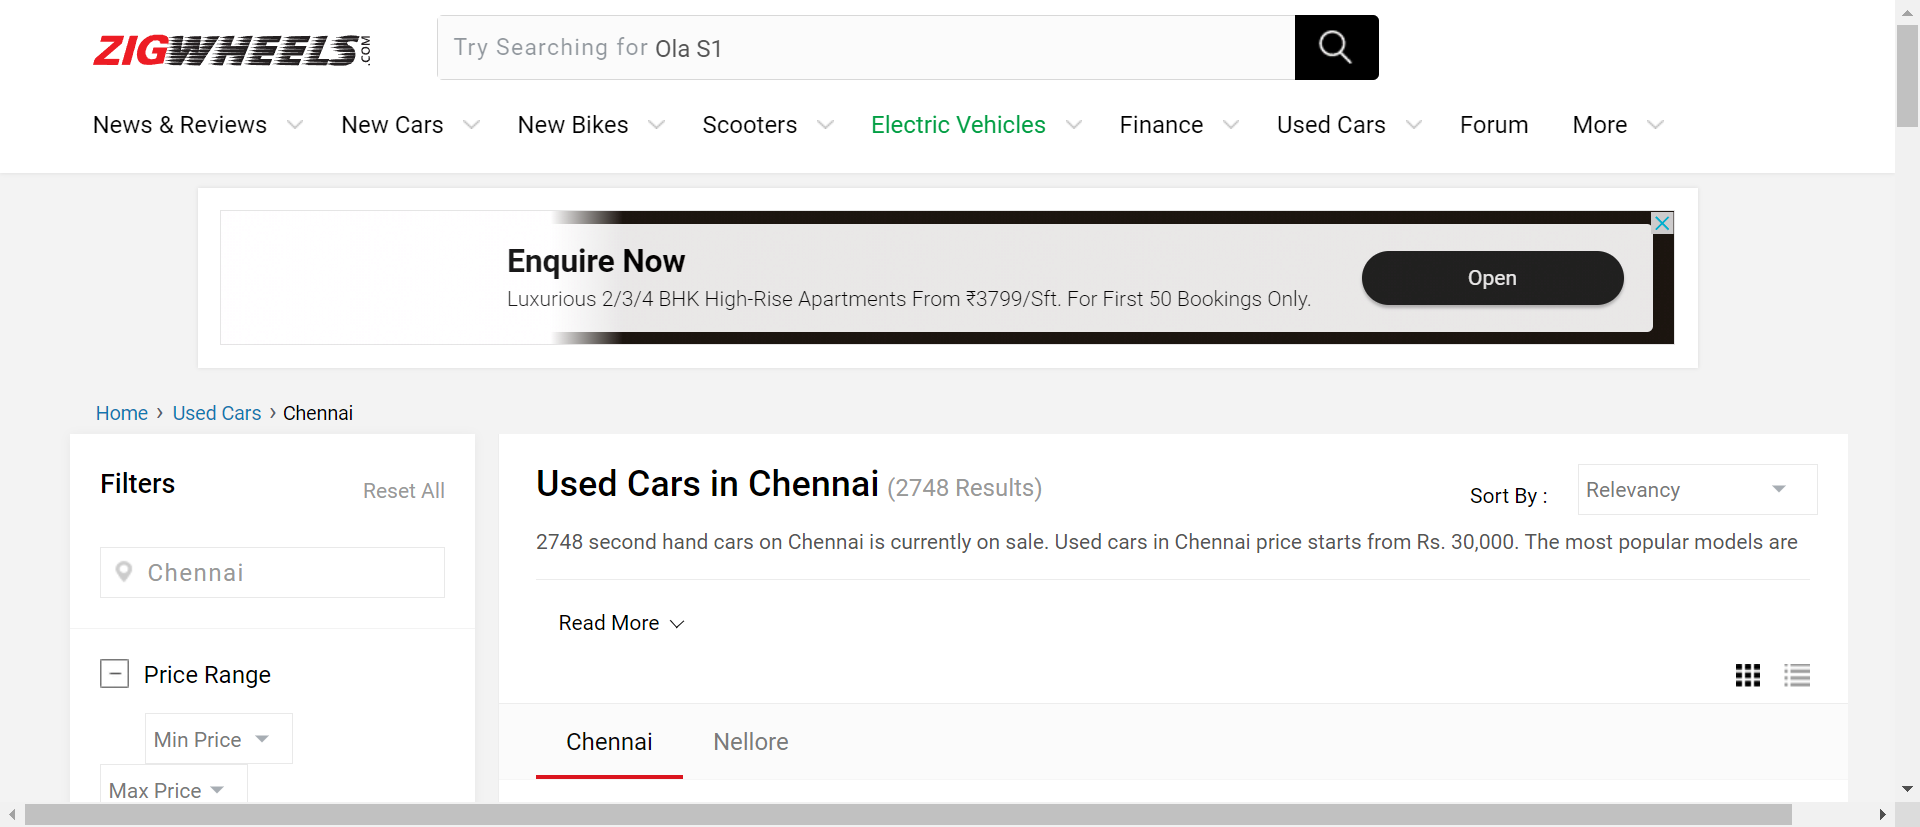 ZIGWHEELS.COM
Try Searching for Ola S1
News & Reviews New Cars New Bikes Scooters Electric Vehicles Finance Used Cars Forum More
Enquire Now
Luxurious 2/3/4 BHK High-Rise Apartments From ₹3799/Sft. For First 50 Bookings Only.
Open
Home › Used Cars › Chennai
Filters
Reset All
Chennai
Price Range
Min Price
Max Price
Used Cars in Chennai (2748 Results)
Sort By :
Relevancy
2748 second hand cars on Chennai is currently on sale. Used cars in Chennai price starts from Rs. 30,000. The most popular models are
Read More
Chennai Nellore